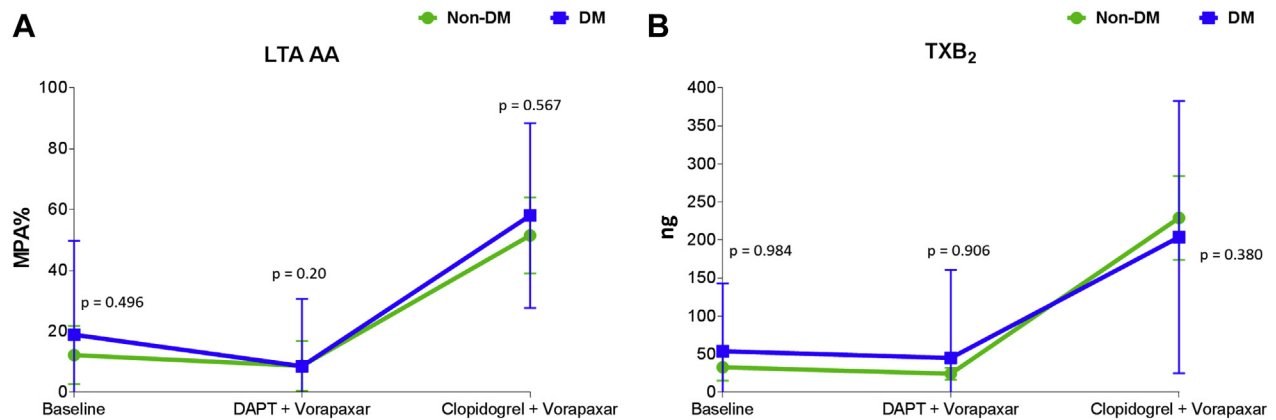 A
Non-DM DM
LTA AA
MPA%
100
80
60
40
20
0
p = 0.496
p = 0.20
p = 0.567
Baseline DAPT + Vorapaxar Clopidogrel + Vorapaxar
B
Non-DM DM
TXB₂
ng
400
350
300
250
200
150
100
50
0
p = 0.984
p = 0.906
p = 0.380
Baseline DAPT + Vorapaxar Clopidogrel + Vorapaxar